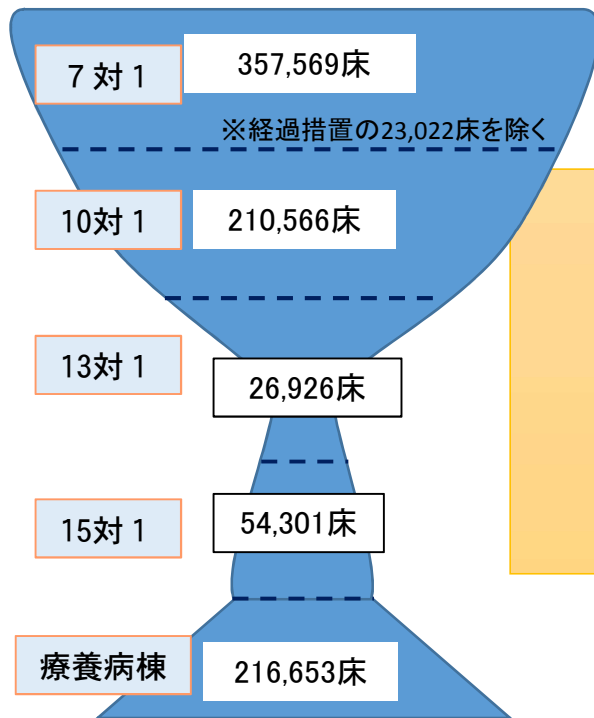 ７対１
357,569床
※経過措置の23,022床を除く
10対１
210,566床
13対１
26,926床
15対１
54,301床
療養病棟
216,653床